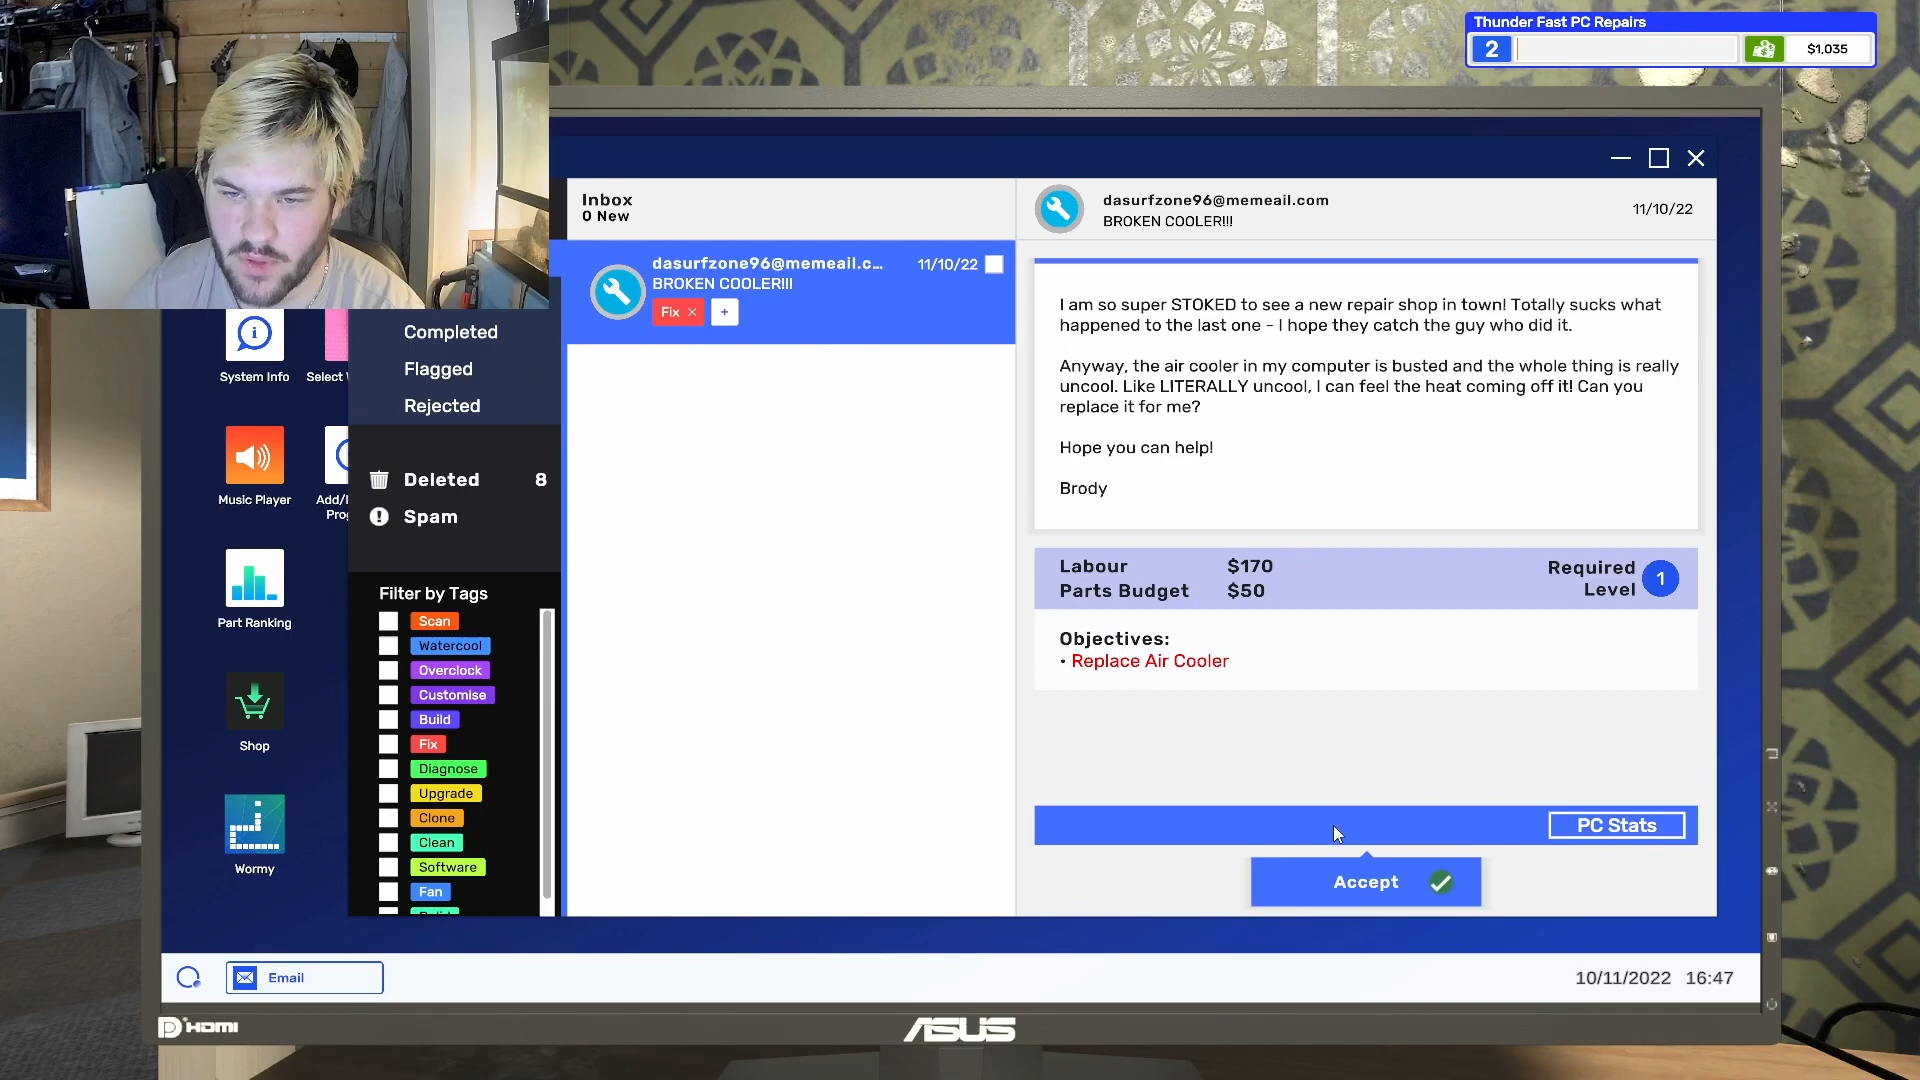 Thunder Fast PC Repairs
2
$1,035
Inbox
0 New
dasurfzone96@memeail.com
BROKEN COOLER!!!
11/10/22
dasurfzone96@memeail.c...
11/10/22
BROKEN COOLER!!!
Fix
+
I am so super STOKED to see a new repair shop in town! Totally sucks what
happened to the last one - I hope they catch the guy who did it.
Anyway, the air cooler in my computer is busted and the whole thing is really
uncool. Like LITERALLY uncool, I can feel the heat coming off it! Can you
replace it for me?
Hope you can help!
Brody
Labour $170
Parts Budget $50
Required
Level
1
Objectives:
• Replace Air Cooler
PC Stats
Accept
Completed
Flagged
Rejected
Deleted 8
Spam
Filter by Tags
Scan
Watercool
Overclock
Customise
Build
Fix
Diagnose
Upgrade
Clone
Clean
Software
Fan
System Info
Select
Music Player
Add/
Part Ranking
Shop
Wormy
Email
10/11/2022 16:47
HDMI
ASUS